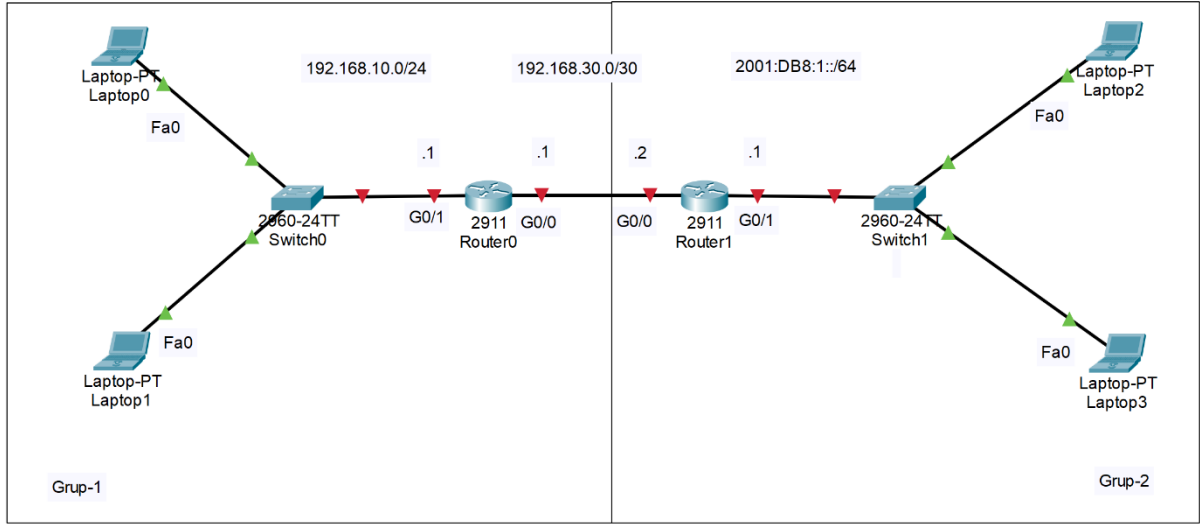 192.168.10.0/24
192.168.30.0/30
2001:DB8:1::/64
Laptop-PT
Laptop0
Fa0
Laptop-PT
Laptop2
Fa0
.1
.1
.2
.1
2960-24TT
Switch0
G0/1
2911
Router0
G0/0
G0/0
2911
Router1
G0/1
2960-24TT
Switch1
Fa0
Laptop-PT
Laptop1
Fa0
Laptop-PT
Laptop3
Grup-1
Grup-2